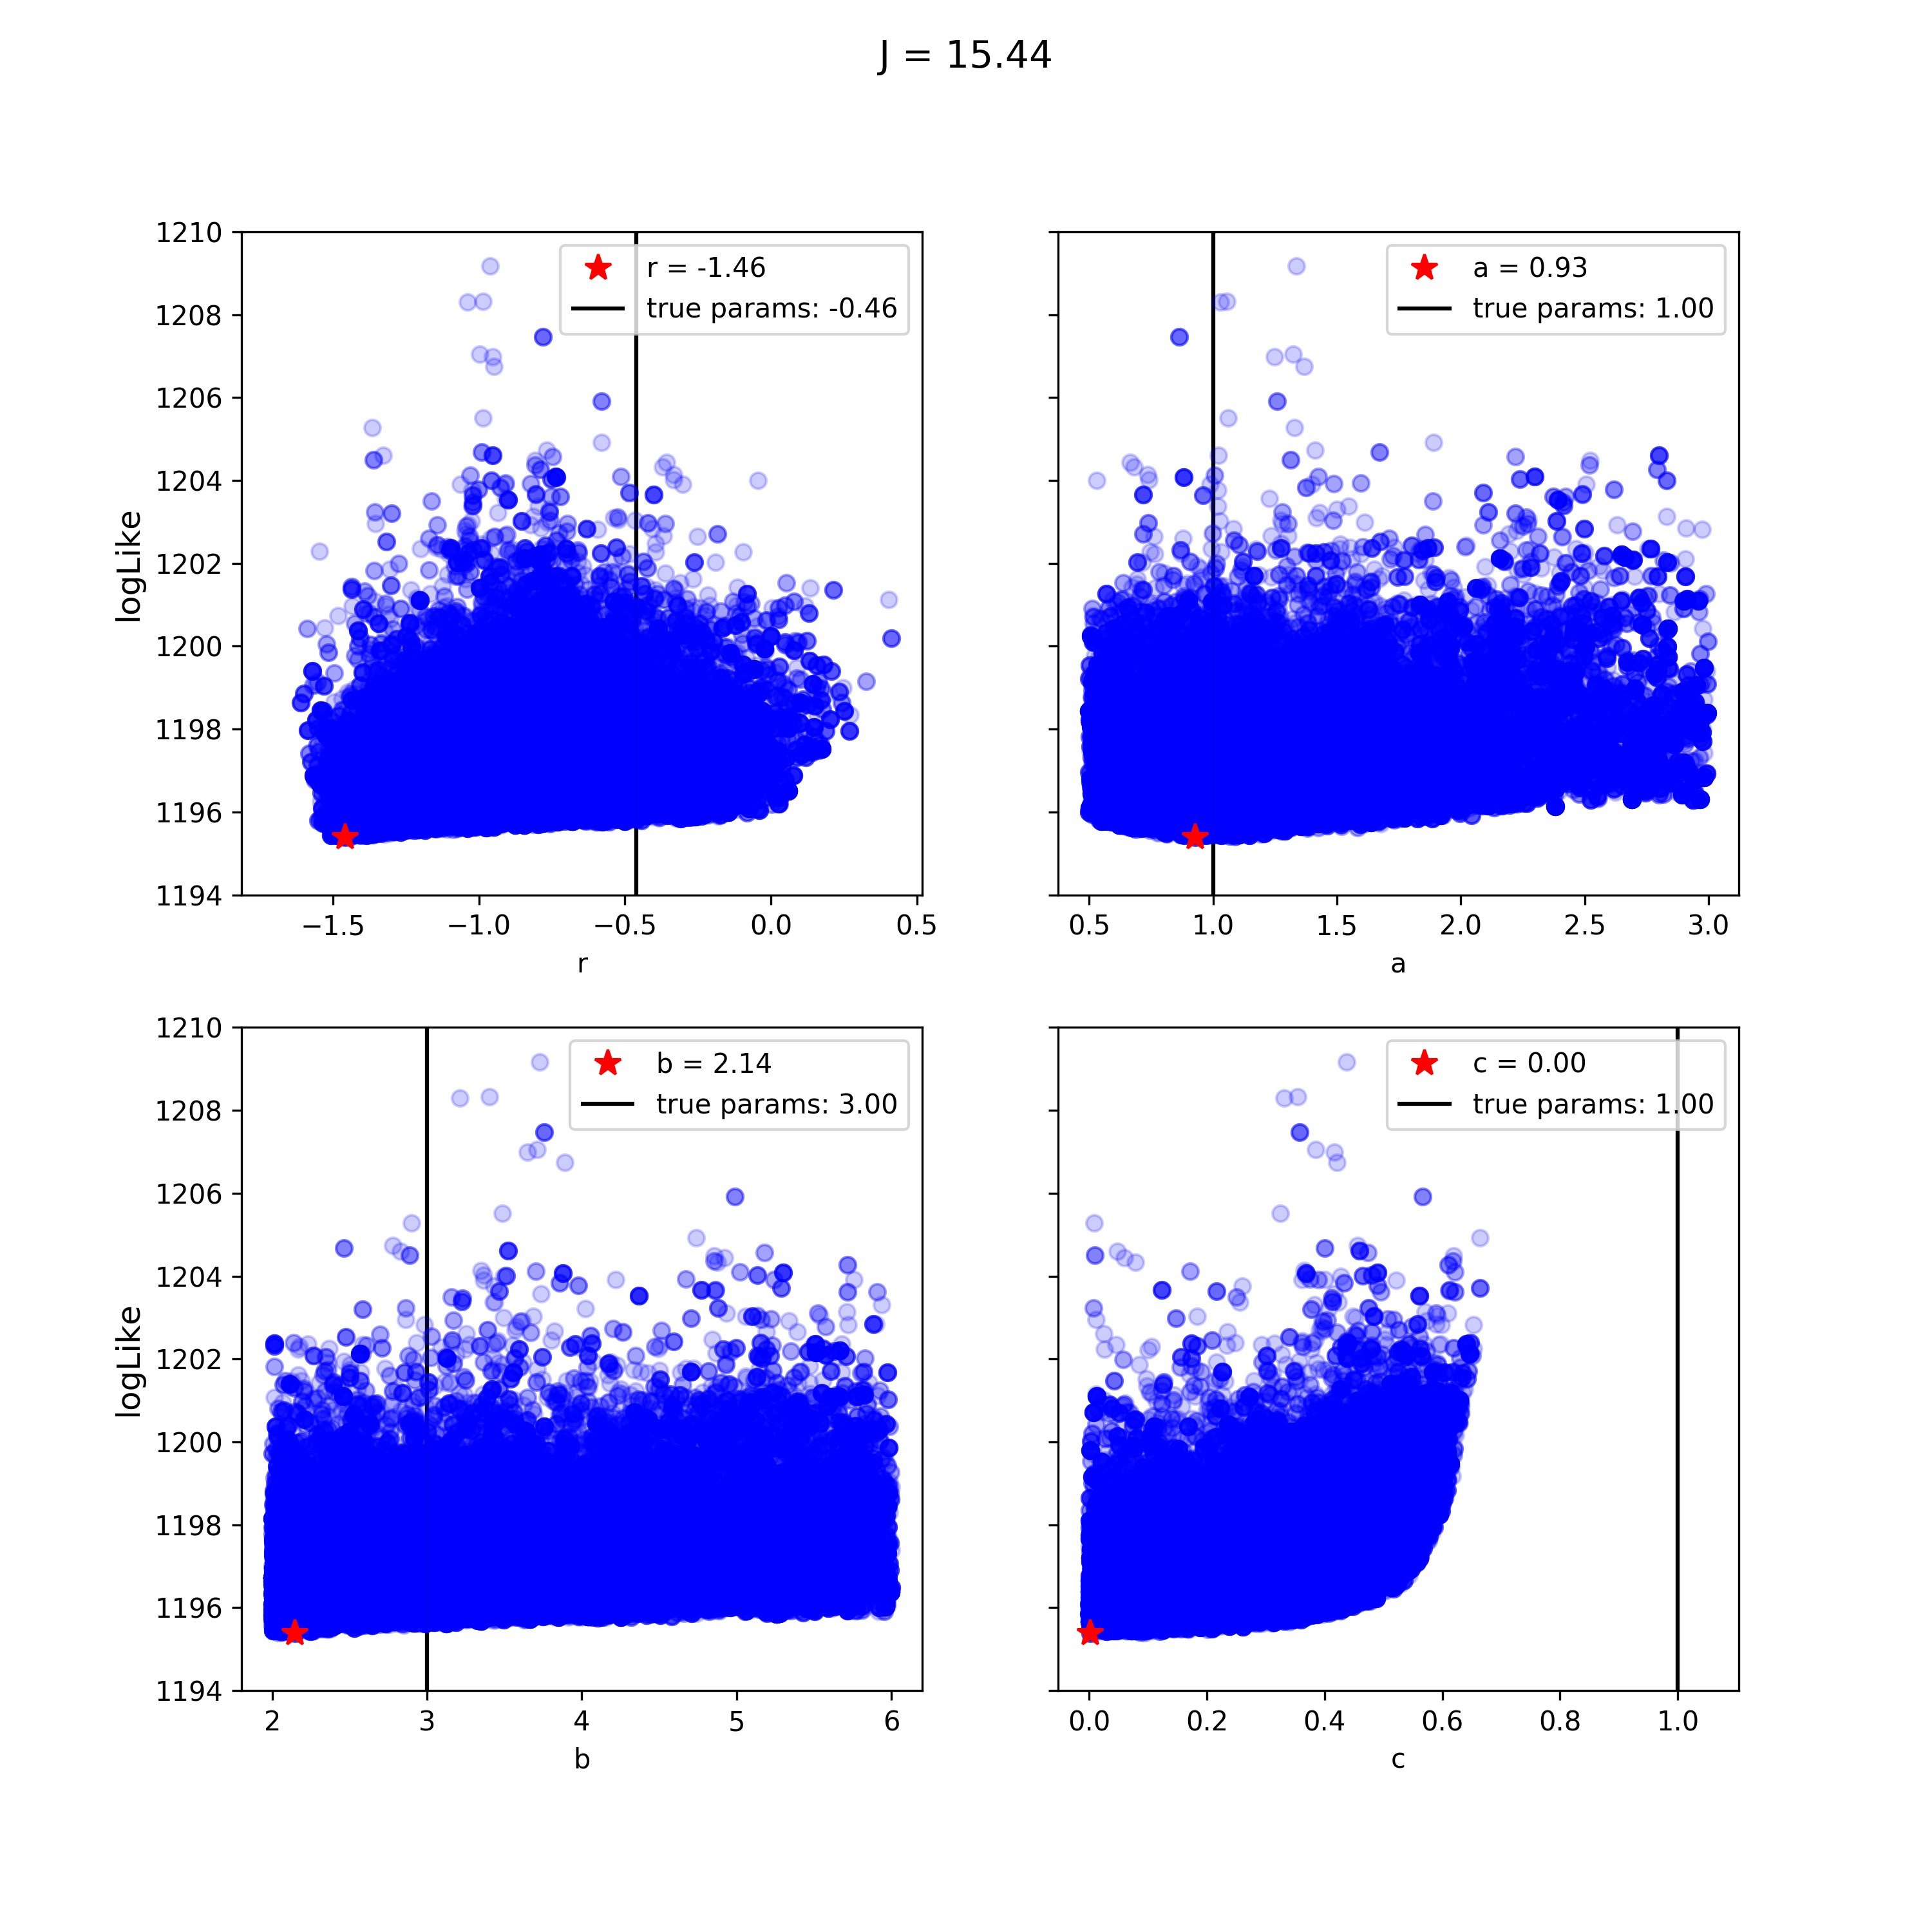 J = 15.44
1210
1208
1206
1204
1202
1200
1198
1196
1194
logLike
r = -1.46
true params: -0.46
−1.5 −1.0 −0.5 0.0 0.5
r
a = 0.93
true params: 1.00
0.5 1.0 1.5 2.0 2.5 3.0
a
1210
1208
1206
1204
1202
1200
1198
1196
1194
logLike
b = 2.14
true params: 3.00
2 3 4 5 6
b
c = 0.00
true params: 1.00
0.0 0.2 0.4 0.6 0.8 1.0
c